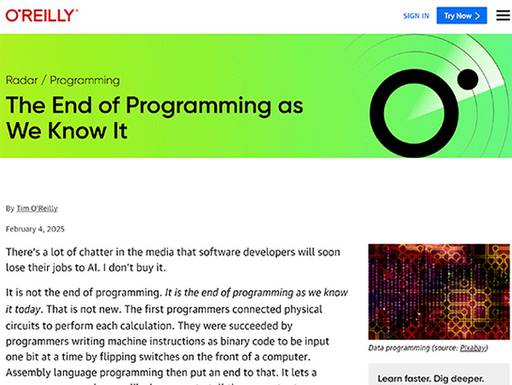 O'REILLY®
SIGN IN
Try Now >
Radar / Programming
The End of Programming as
We Know It
By Tim O'Reilly
February 4, 2025
There's a lot of chatter in the media that software developers will soon
lose their jobs to AI. I don't buy it.
It is not the end of programming. It is the end of programming as we know
it today. That is not new. The first programmers connected physical
circuits to perform each calculation. They were succeeded by
programmers writing machine instructions as binary code to be input
one bit at a time by flipping switches on the front of a computer.
Assembly language programming then put an end to that. It lets a
Data programming (source: Pixabay)
Learn faster. Dig deeper.